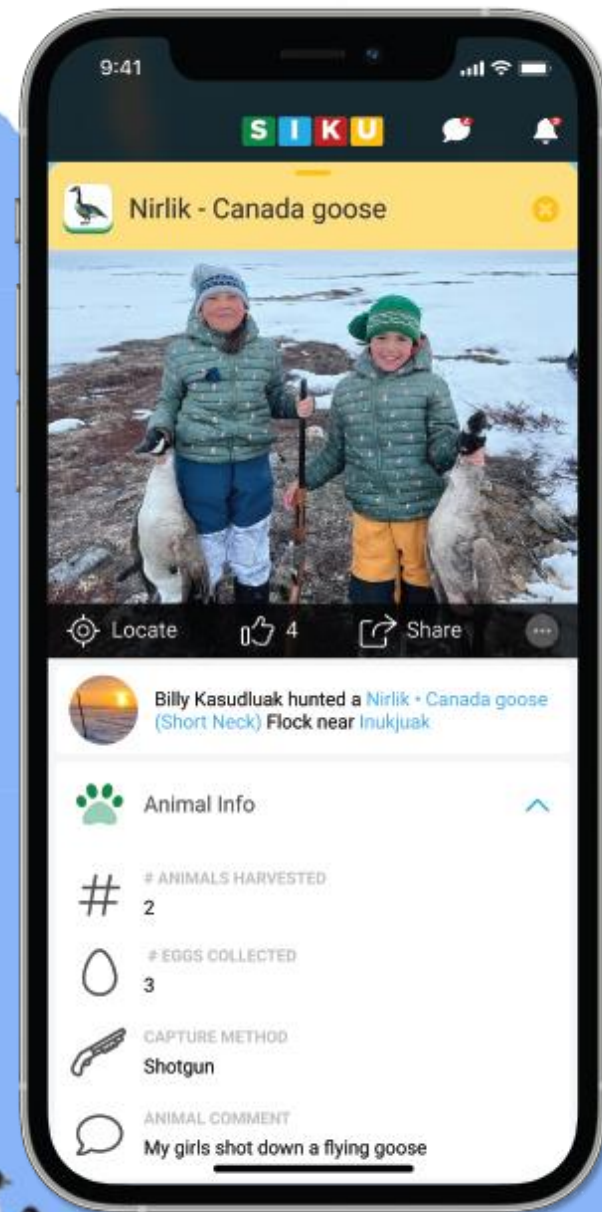 9:41
SIKU
Nirlik - Canada goose
Locate 4 Share
Billy Kasudluak hunted a Nirlik • Canada goose
(Short Neck) Flock near Inukjuak
Animal Info
# ANIMALS HARVESTED
2
# EGGS COLLECTED
3
CAPTURE METHOD
Shotgun
ANIMAL COMMENT
My girls shot down a flying goose